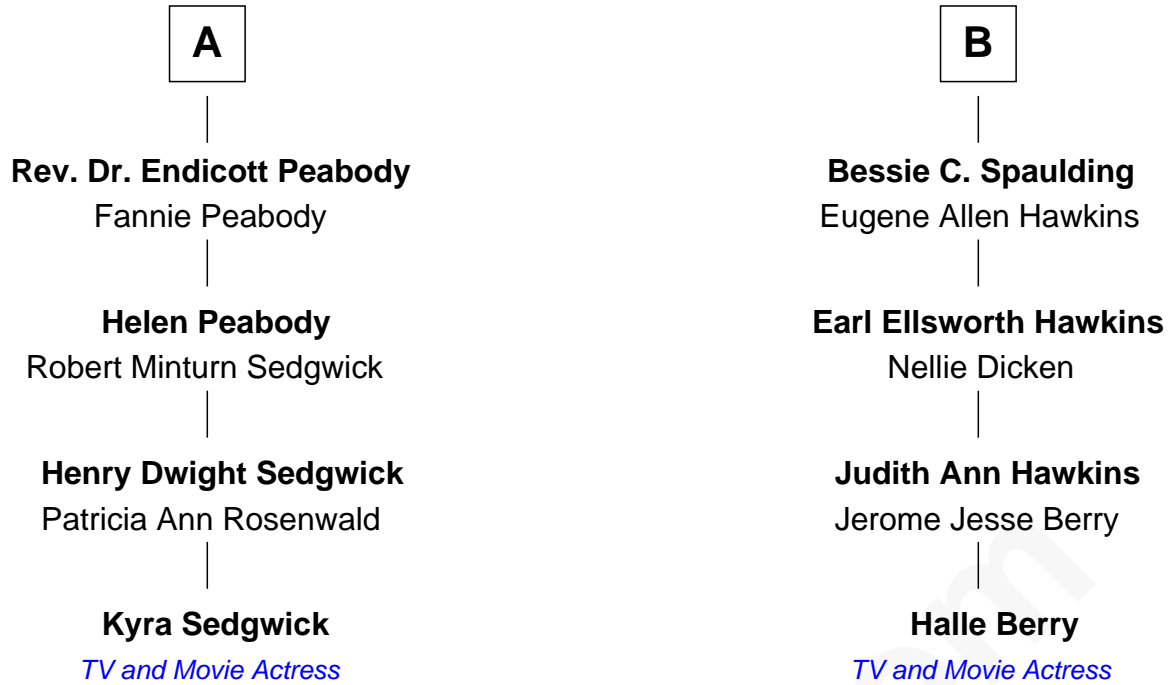 A
B
Rev. Dr. Endicott Peabody
Fannie Peabody
Bessie C. Spaulding
Eugene Allen Hawkins
Helen Peabody
Robert Minturn Sedgwick
Earl Ellsworth Hawkins
Nellie Dicken
Henry Dwight Sedgwick
Patricia Ann Rosenwald
Judith Ann Hawkins
Jerome Jesse Berry
Kyra Sedgwick
TV and Movie Actress
Halle Berry
TV and Movie Actress
om